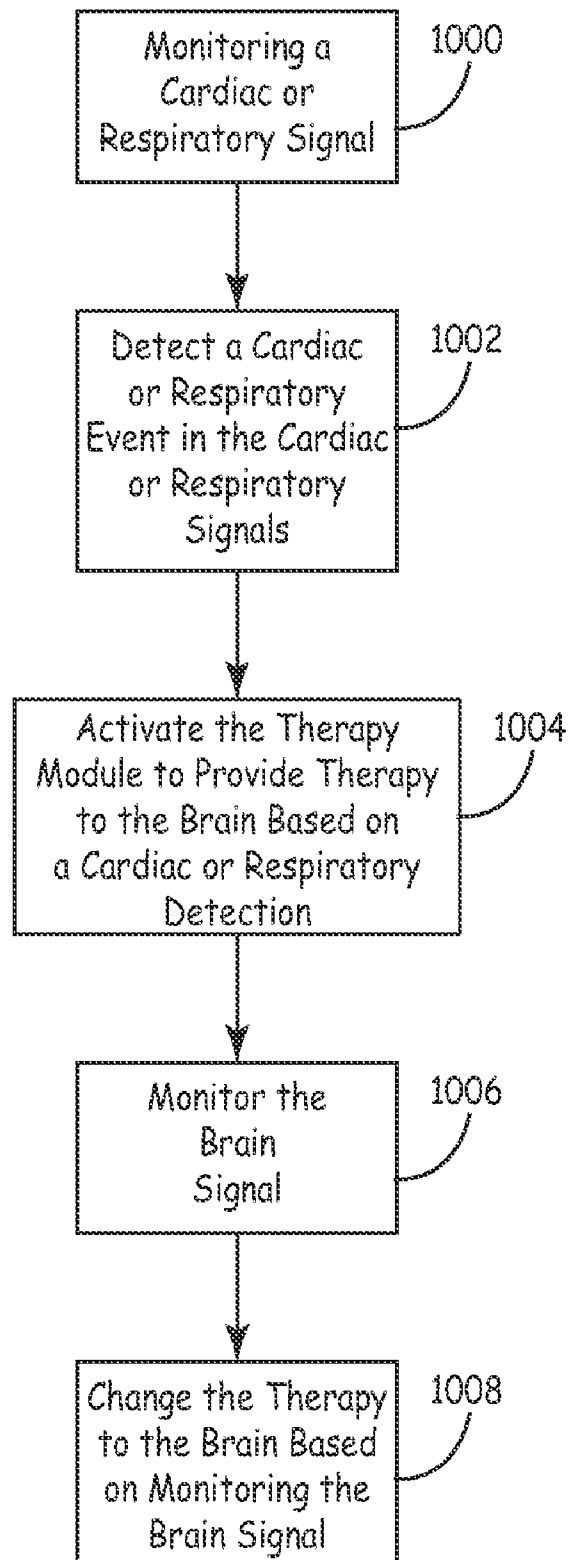 Monitoring a
Cardiac or
Respiratory Signal
1000
Detect a Cardiac
or Respiratory
Event in the Cardiac
or Respiratory
Signals
1002
Activate the Therapy
Module to Provide Therapy
to the Brain Based on
a Cardiac or Respiratory
Detection
1004
Monitor the
Brain
Signal
1006
Change the Therapy
to the Brain Based
on Monitoring the
Brain Signal
1008